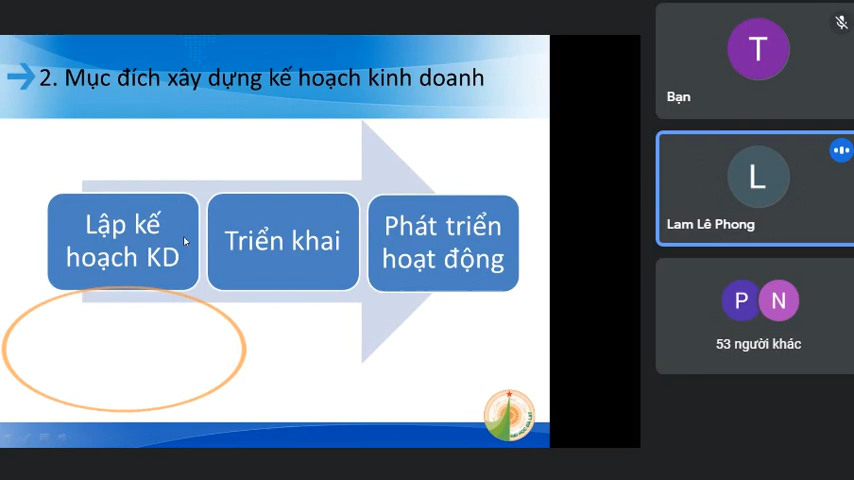 2. Mục đích xây dựng kế hoạch kinh doanh
Lập kế
hoạch KD
Triển khai
Phát triển
hoạt động
T
Bạn
L
Lam Lê Phong
P N
53 người khác